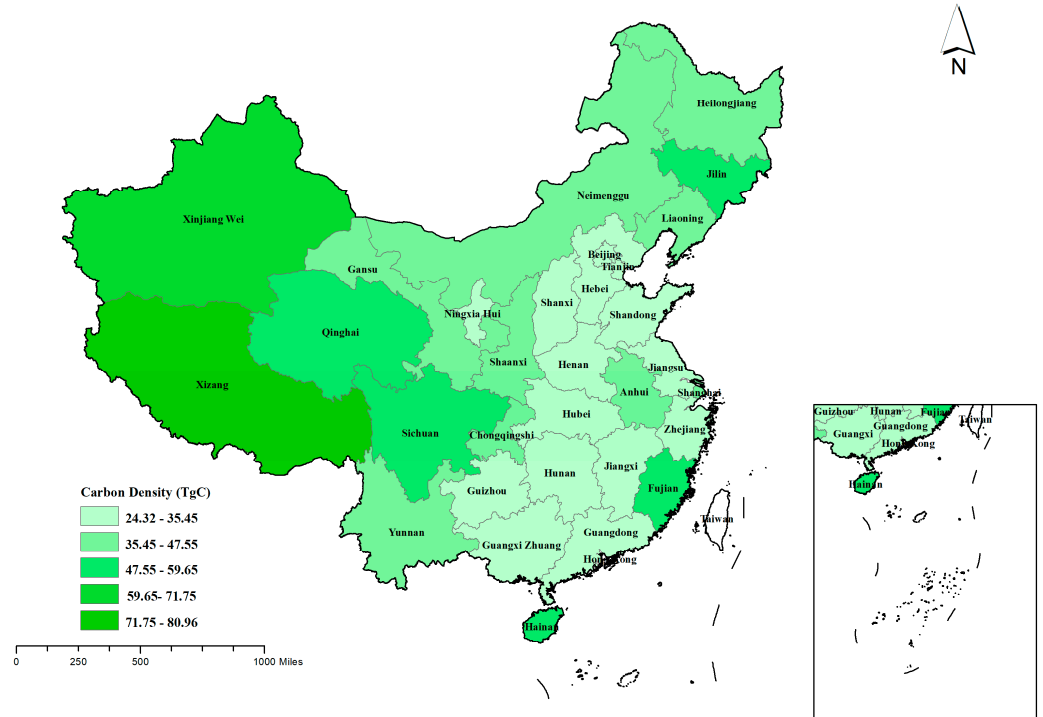 N
Heilongjiang
Jilin
Xinjiang Wei
Neimenggu
Liaoning
Beijing
Tianjin
Gansu
Hebei
Shanxi
Ningxia Hui
Shandong
Qinghai
Shaanxi
Henan
Jiangsu
Xizang
Anhui
Shanghai
Hubei
Sichuan
Chongqingshi
Zhejiang
Jiangxi
Hunan
Guizhou
Fujian
Taiwan
Yunnan
Guangdong
Guangxi Zhuang
Hong Kong
Hainan
Carbon Density (TgC)
24.32 - 35.45
35.45 - 47.55
47.55 - 59.65
59.65- 71.75
71.75 - 80.96
0 250 500 1000 Miles
Guizhou
Hunan
Fujian
Taiwan
Guangdong
Guangxi
Hong Kong
Hainan